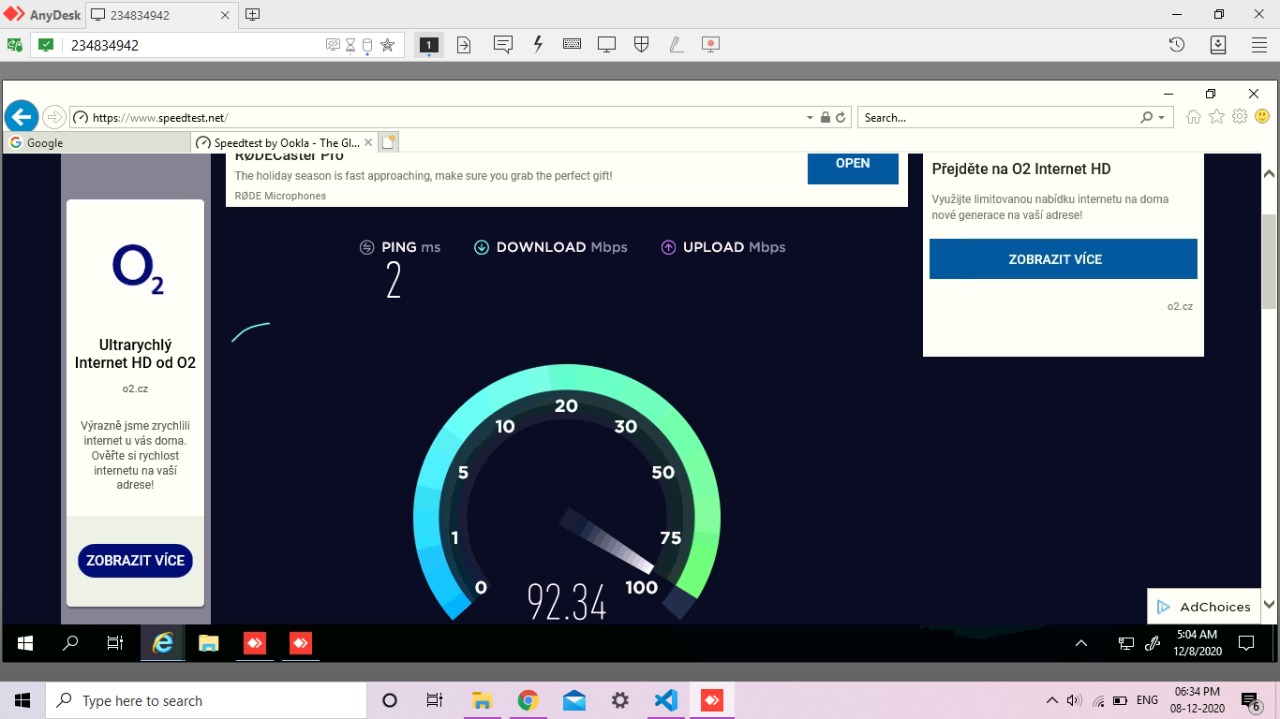 AnyDesk
234834942
234834942
1
https://www.speedtest.net/
Search...
Google
Speedtest by Ookla - The Gl...
RØDECaster Pro
The holiday season is fast approaching, make sure you grab the perfect gift!
RØDE Microphones
OPEN
O2
Ultrarychlý
Internet HD od O2
o2.cz
Výrazně jsme zrychlili
internet u vás doma.
Ověřte si rychlost
internetu na vaší
adrese!
ZOBRAZIT VÍCE
PING ms
2
DOWNLOAD Mbps
UPLOAD Mbps
0
1
5
10
20
30
50
75
100
92.34
Přejděte na O2 Internet HD
Využijte limitovanou nabídku internetu na doma
nové generace na vaší adrese!
ZOBRAZIT VÍCE
o2.cz
AdChoices
5:04 AM
12/8/2020
Type here to search
ENG
06:34 PM
08-12-2020
6